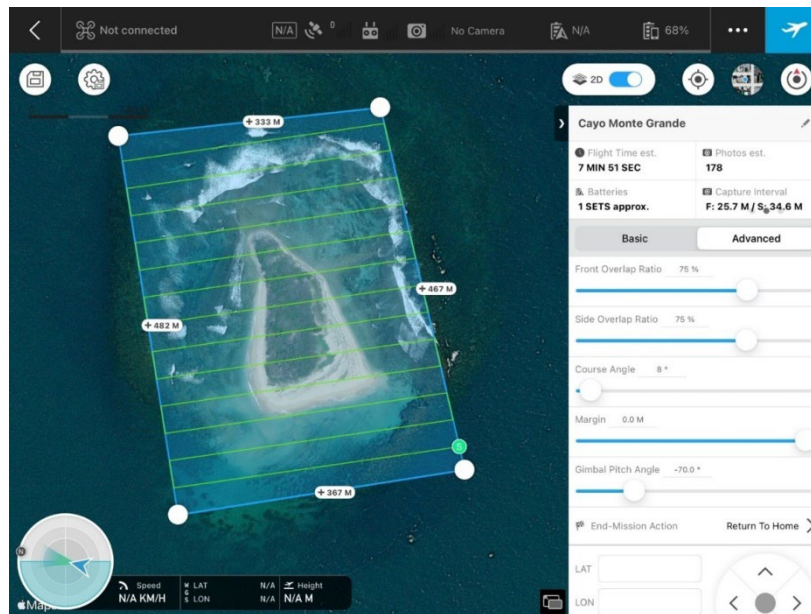 Not connected
N/A
0
No Camera
N/A
68%
2D
Cayo Monte Grande
Flight Time est.
7 MIN 51 SEC
Photos est.
178
Batteries
1 SETS approx.
Capture Interval
F: 25.7 M / S: 34.6 M
Basic
Advanced
Front Overlap Ratio 75 %
Side Overlap Ratio 75 %
Course Angle 8 °
Margin 0.0 M
Gimbal Pitch Angle -70.0 °
End-Mission Action Return To Home
LAT
LON
+ 333 M
+ 467 M
+ 482 M
S
+ 367 M
N
Speed
N/A KM/H
W G S
LAT N/A
LON N/A
Height
N/A M
Maps